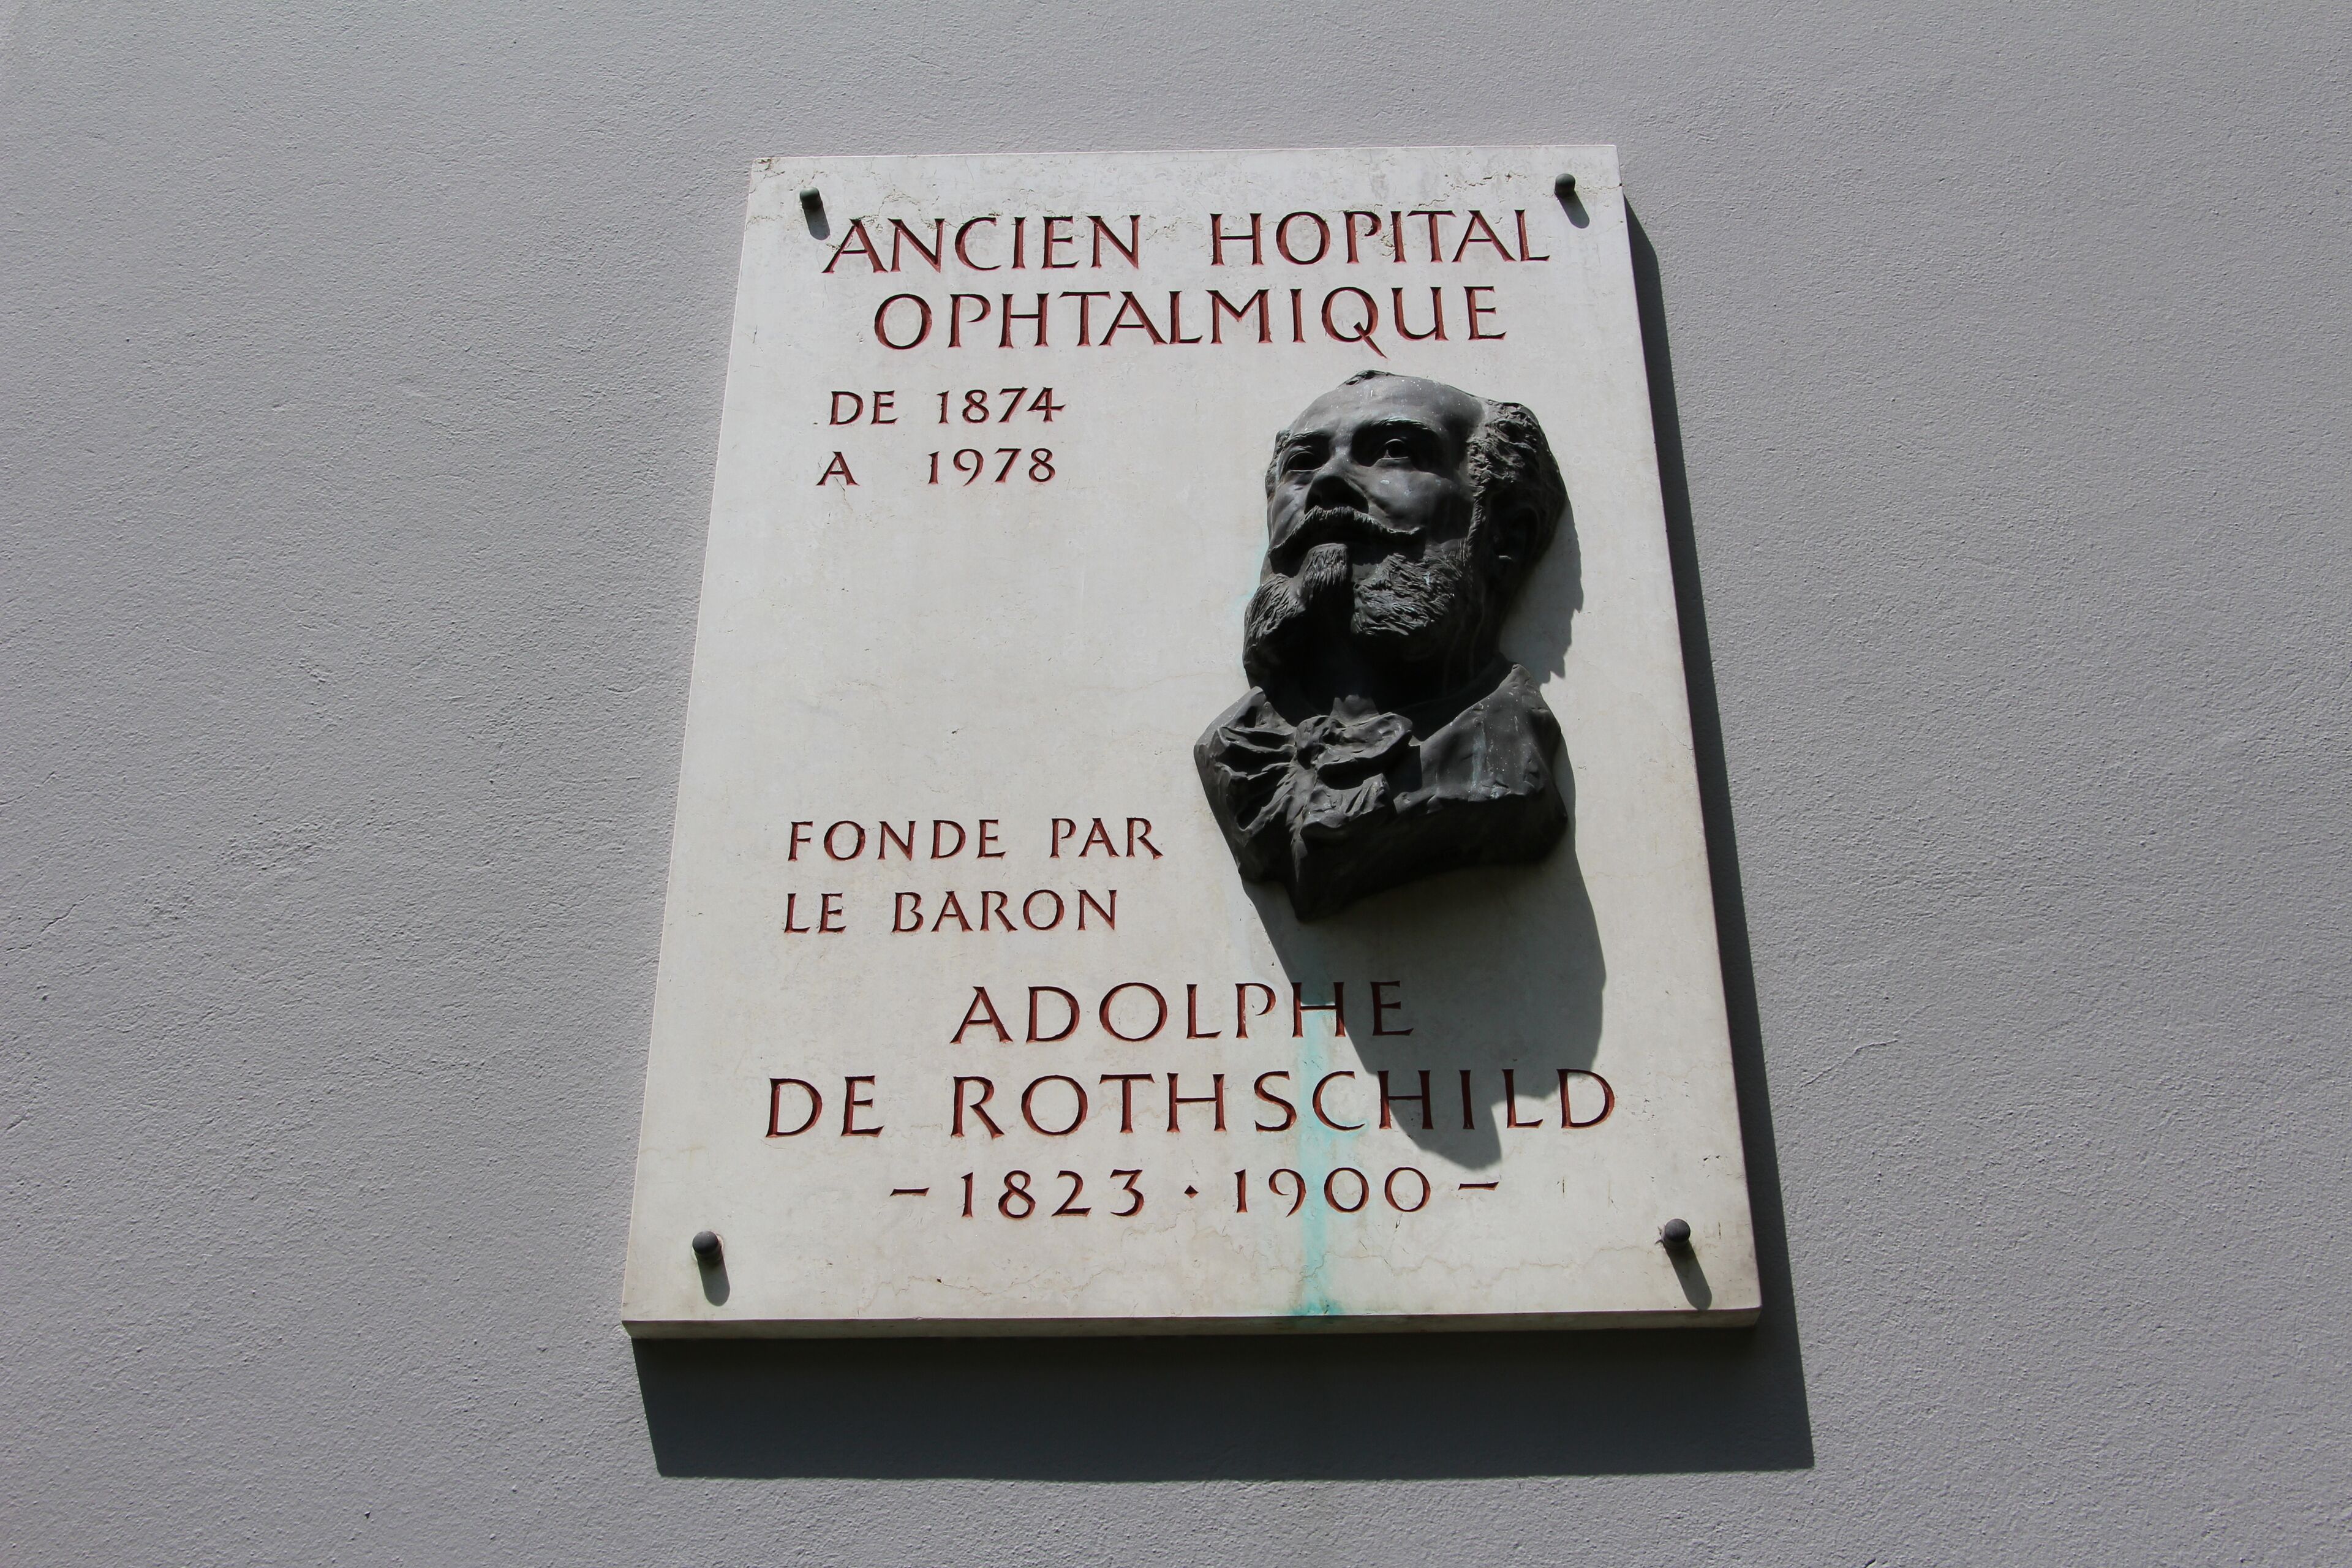 ANCIEN HOPITAL
OPHTALMIQUE
DE 1874
A 1978
FONDE PAR
LE BARON
ADOLPHE
DE ROTHSCHILD
- 1823 · 1900 -